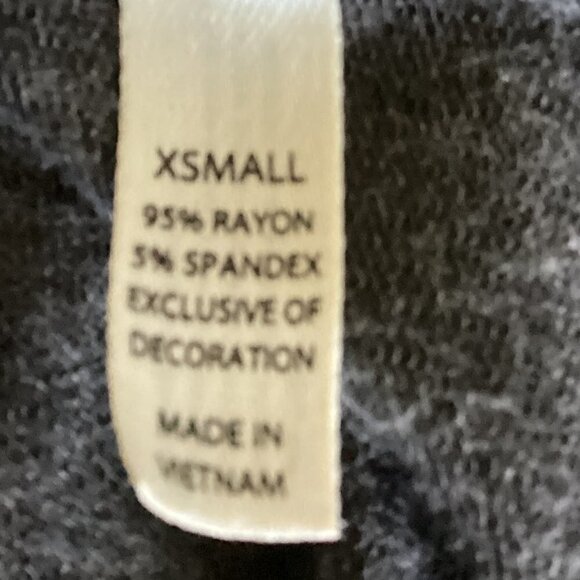 XSMALL
95% RAYON
5% SPANDEX
EXCLUSIVE OF
DECORATION
MADE IN
VIETNAM